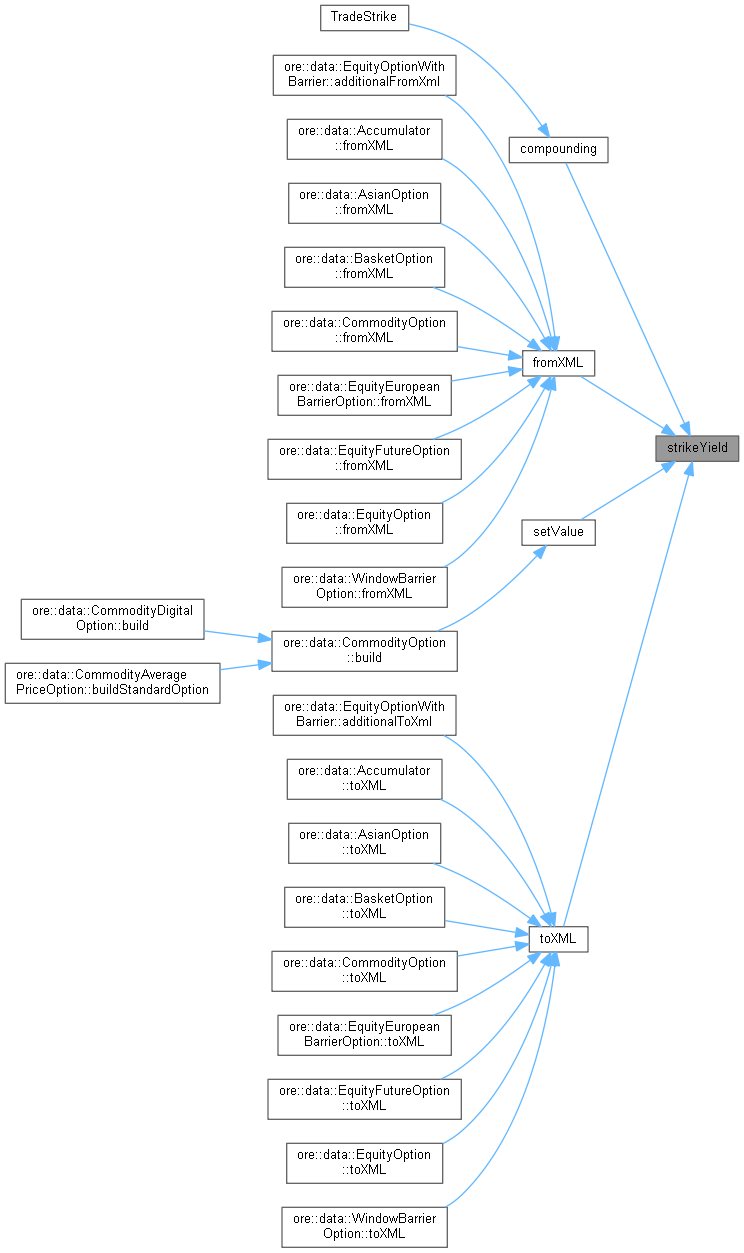 TradeStrike
ore::data::EquityOptionWith
Barrier::additionalFromXml
ore::data::Accumulator
::fromXML
compounding
ore::data::AsianOption
::fromXML
ore::data::BasketOption
::fromXML
ore::data::CommodityOption
::fromXML
fromXML
ore::data::EquityEuropean
BarrierOption::fromXML
ore::data::EquityFutureOption
::fromXML
strikeYield
ore::data::EquityOption
::fromXML
setValue
ore::data::WindowBarrier
Option::fromXML
ore::data::CommodityDigital
Option::build
ore::data::CommodityOption
::build
ore::data::CommodityAverage
PriceOption::buildStandardOption
ore::data::EquityOptionWith
Barrier::additionalToXml
ore::data::Accumulator
::toXML
ore::data::AsianOption
::toXML
ore::data::BasketOption
::toXML
toXML
ore::data::CommodityOption
::toXML
ore::data::EquityEuropean
BarrierOption::toXML
ore::data::EquityFutureOption
::toXML
ore::data::EquityOption
::toXML
ore::data::WindowBarrier
Option::toXML